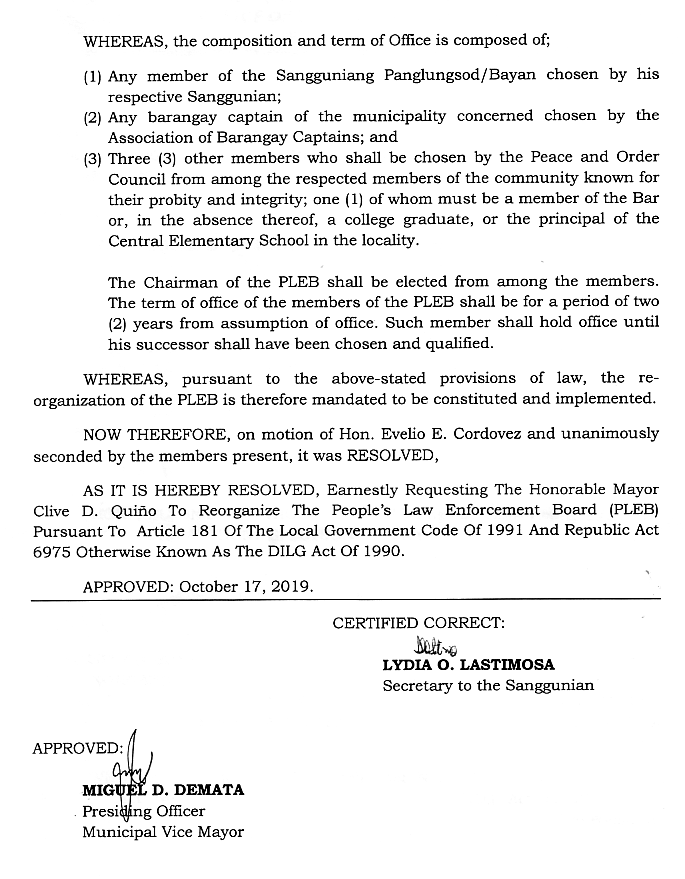 WHEREAS, the composition and term of Office is composed of;
(1) Any member of the Sangguniang Panglungsod/Bayan chosen by his
respective Sanggunian;
(2) Any barangay captain of the municipality concerned chosen by the
Association of Barangay Captains; and
(3) Three (3) other members who shall be chosen by the Peace and Order
Council from among the respected members of the community known for
their probity and integrity; one (1) of whom must be a member of the Bar
or, in the absence thereof, a college graduate, or the principal of the
Central Elementary School in the locality.
The Chairman of the PLEB shall be elected from among the members.
The term of office of the members of the PLEB shall be for a period of two
(2) years from assumption of office. Such member shall hold office until
his successor shall have been chosen and qualified.
WHEREAS, pursuant to the above-stated provisions of law, the re-
organization of the PLEB is therefore mandated to be constituted and implemented.
NOW THEREFORE, on motion of Hon. Evelio E. Cordovez and unanimously
seconded by the members present, it was RESOLVED,
AS IT IS HEREBY RESOLVED, Earnestly Requesting The Honorable Mayor
Clive D. Quiño To Reorganize The People's Law Enforcement Board (PLEB)
Pursuant To Article 181 Of The Local Government Code Of 1991 And Republic Act
6975 Otherwise Known As The DILG Act Of 1990.
APPROVED: October 17, 2019.
CERTIFIED CORRECT:
LYDIA O. LASTIMOSA
Secretary to the Sanggunian
APPROVED:
MIGUEL D. DEMATA
Presiding Officer
Municipal Vice Mayor